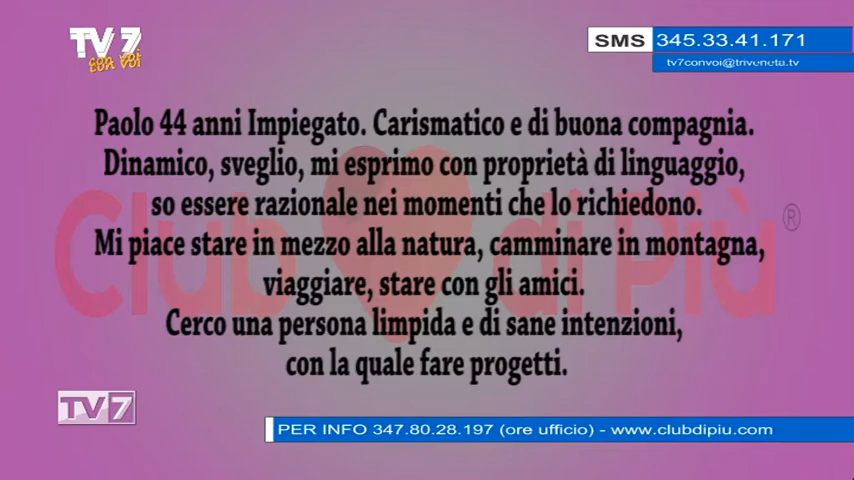 TV7
con voi
SMS 345.33.41.171
tv7convoi@triveneta.tv
Paolo 44 anni Impiegato. Carismatico e di buona compagnia.
Dinamico, sveglio, mi esprimo con proprietà di linguaggio,
so essere razionale nei momenti che lo richiedono.
Club di Più ®
Mi piace stare in mezzo alla natura, camminare in montagna,
viaggiare, stare con gli amici.
Cerco una persona limpida e di sane intenzioni,
con la quale fare progetti.
TV7
PER INFO 347.80.28.197 (ore ufficio) - www.clubdipiu.com